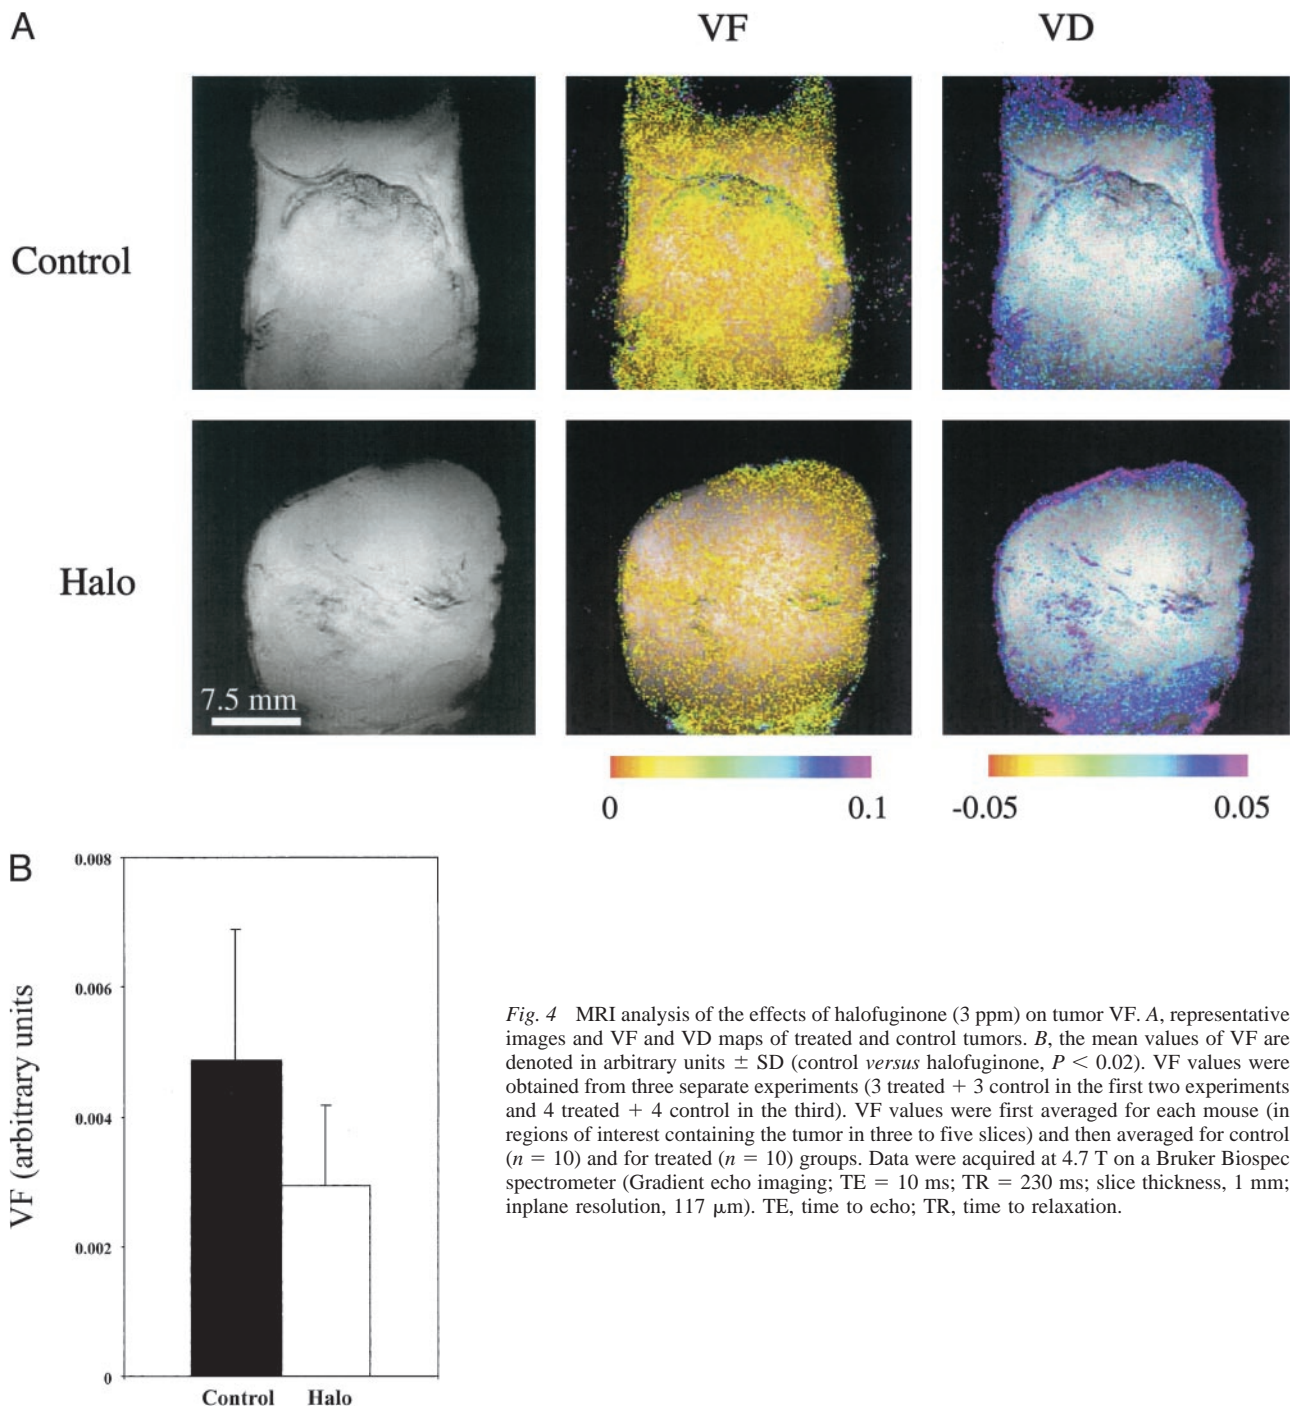 A
VF
VD
Control
Halo
7.5 mm
0
0.1
-0.05
0.05
B
VF (arbitrary units
0.008
0.006
0.004
0.002
0
Control
Halo
Fig. 4 MRI analysis of the effects of halofuginone (3 ppm) on tumor VF. A, representative
images and VF and VD maps of treated and control tumors. B, the mean values of VF are
denoted in arbitrary units ± SD (control versus halofuginone, P < 0.02). VF values were
obtained from three separate experiments (3 treated + 3 control in the first two experiments
and 4 treated + 4 control in the third). VF values were first averaged for each mouse (in
regions of interest containing the tumor in three to five slices) and then averaged for control
(n = 10) and for treated (n = 10) groups. Data were acquired at 4.7 T on a Bruker Biospec
spectrometer (Gradient echo imaging; TE = 10 ms; TR = 230 ms; slice thickness, 1 mm;
inplane resolution, 117 μm). TE, time to echo; TR, time to relaxation.